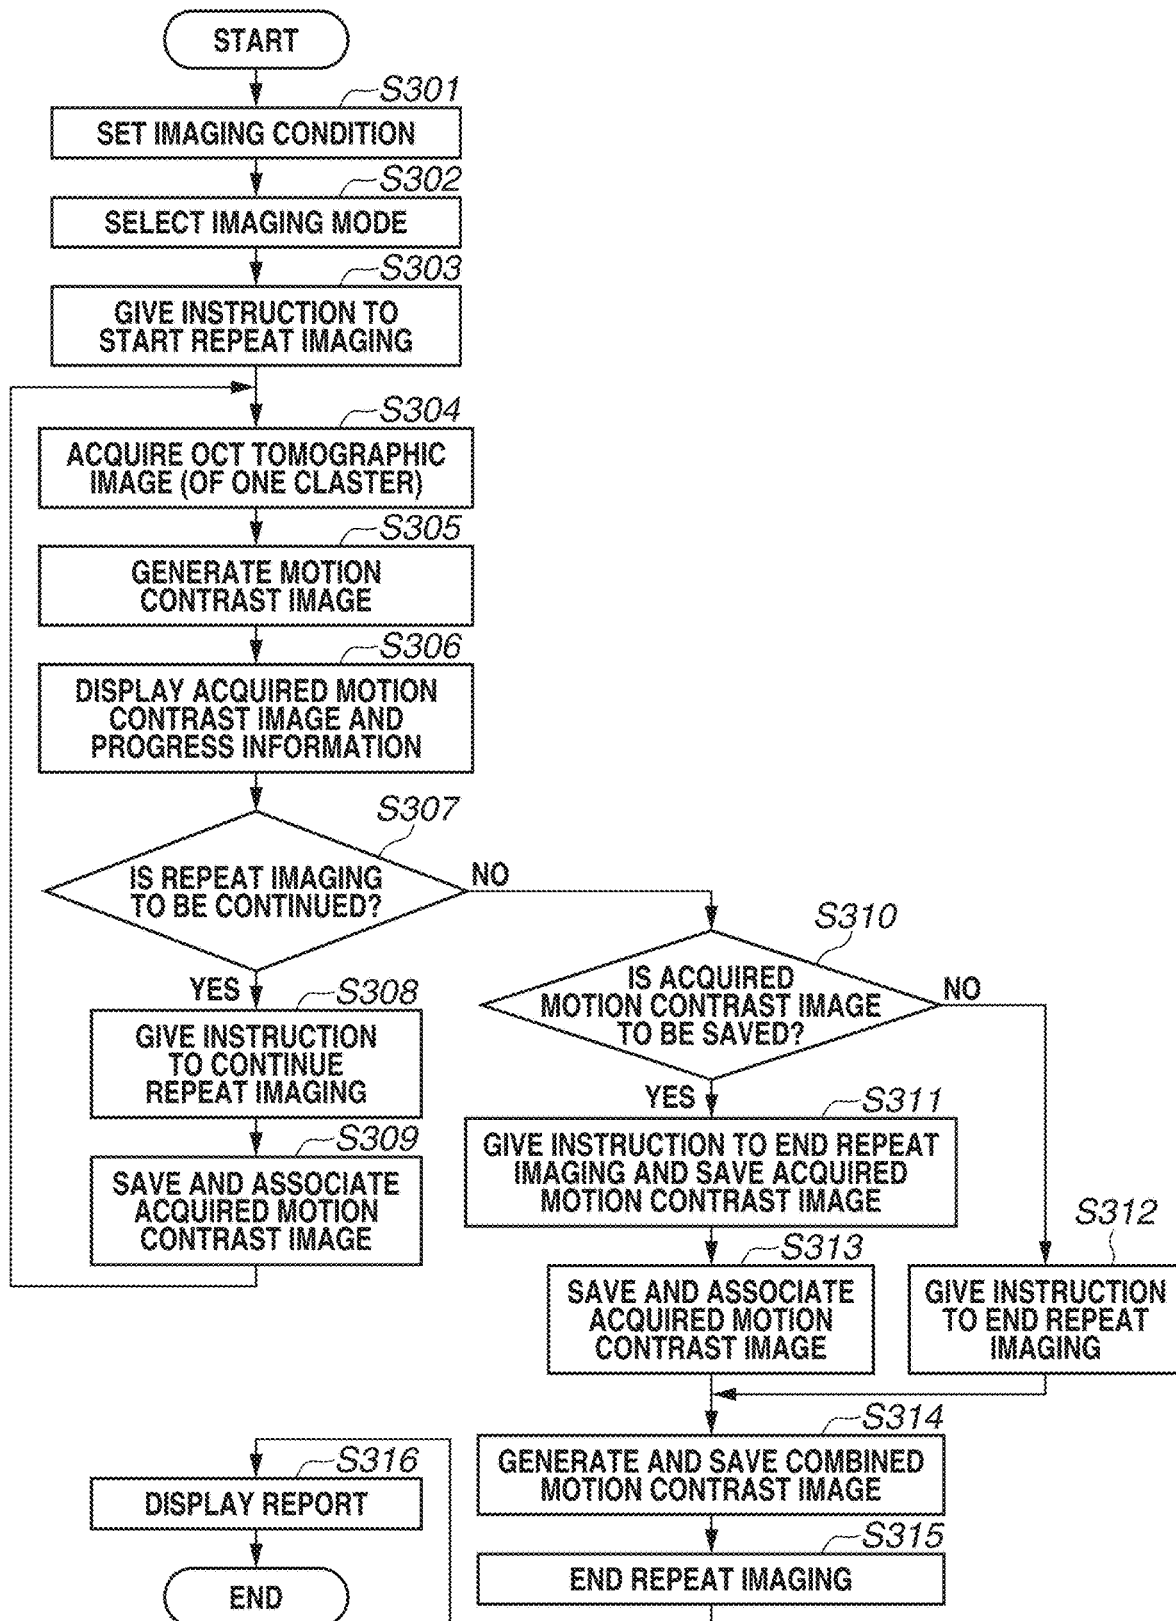 START
S301
SET IMAGING CONDITION
S302
SELECT IMAGING MODE
S303
GIVE INSTRUCTION TO
START REPEAT IMAGING
S304
ACQUIRE OCT TOMOGRAPHIC
IMAGE (OF ONE CLASTER)
S305
GENERATE MOTION
CONTRAST IMAGE
S306
DISPLAY ACQUIRED MOTION
CONTRAST IMAGE AND
PROGRESS INFORMATION
S307
IS REPEAT IMAGING
TO BE CONTINUED?
NO
YES
S308
GIVE INSTRUCTION
TO CONTINUE
REPEAT IMAGING
S309
SAVE AND ASSOCIATE
ACQUIRED MOTION
CONTRAST IMAGE
S310
IS ACQUIRED
MOTION CONTRAST IMAGE
TO BE SAVED?
NO
YES
S311
GIVE INSTRUCTION TO END REPEAT
IMAGING AND SAVE ACQUIRED
MOTION CONTRAST IMAGE
S312
GIVE INSTRUCTION
TO END REPEAT
IMAGING
S313
SAVE AND ASSOCIATE
ACQUIRED MOTION
CONTRAST IMAGE
S314
GENERATE AND SAVE COMBINED
MOTION CONTRAST IMAGE
S315
END REPEAT IMAGING
S316
DISPLAY REPORT
END